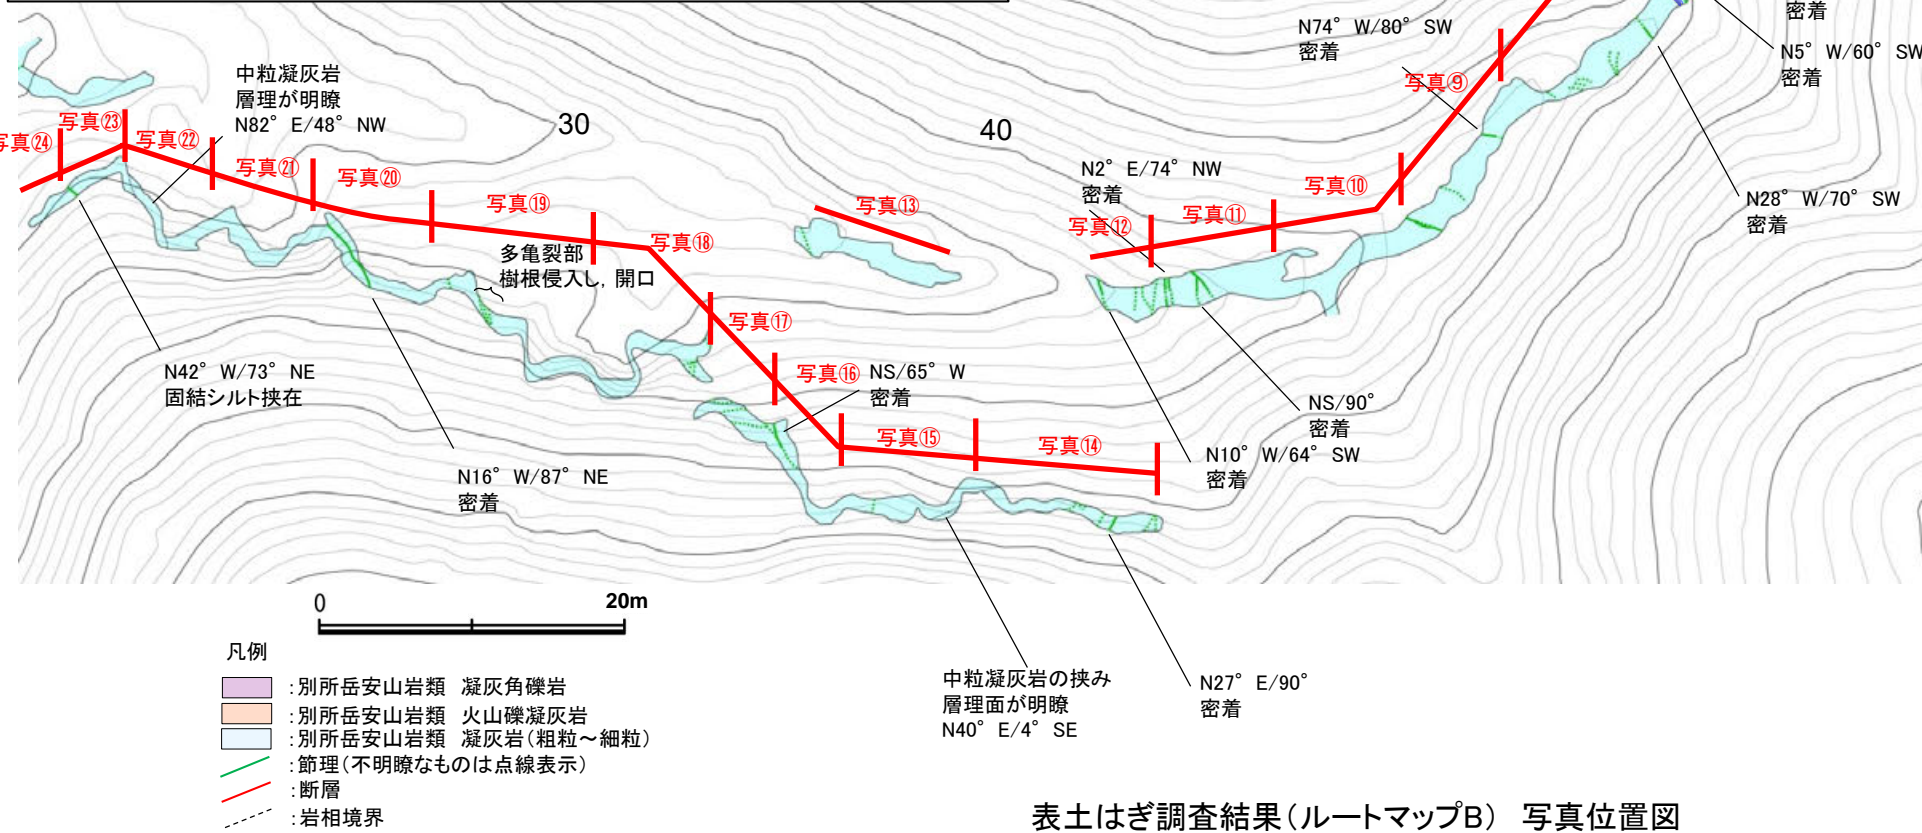 密着
N74°W/80°SW
密着
N5°W/60°SW
密着
写真⑨
中粒凝灰岩
層理が明瞭
N82°E/48°NW
30
40
写真㉓
写真㉒
写真㉔
写真㉑
写真⑳
写真⑲
写真⑱
写真⑬
N2°E/74°NW
密着
写真⑩
写真⑪
写真⑫
N28°W/70°SW
密着
多亀裂部
樹根侵入し，開口
写真⑰
写真⑯
NS/65°W
密着
N42°W/73°NE
固結シルト挟在
NS/90°
密着
写真⑮
写真⑭
N10°W/64°SW
密着
N16°W/87°NE
密着
0
20m
中粒凝灰岩の挟み
層理面が明瞭
N40°E/4°SE
N27°E/90°
密着
凡例
:別所岳安山岩類 凝灰角礫岩
:別所岳安山岩類 火山礫凝灰岩
:別所岳安山岩類 凝灰岩(粗粒～細粒)
:節理(不明瞭なものは点線表示)
:断層
:岩相境界
表土はぎ調査結果(ルートマップB) 写真位置図